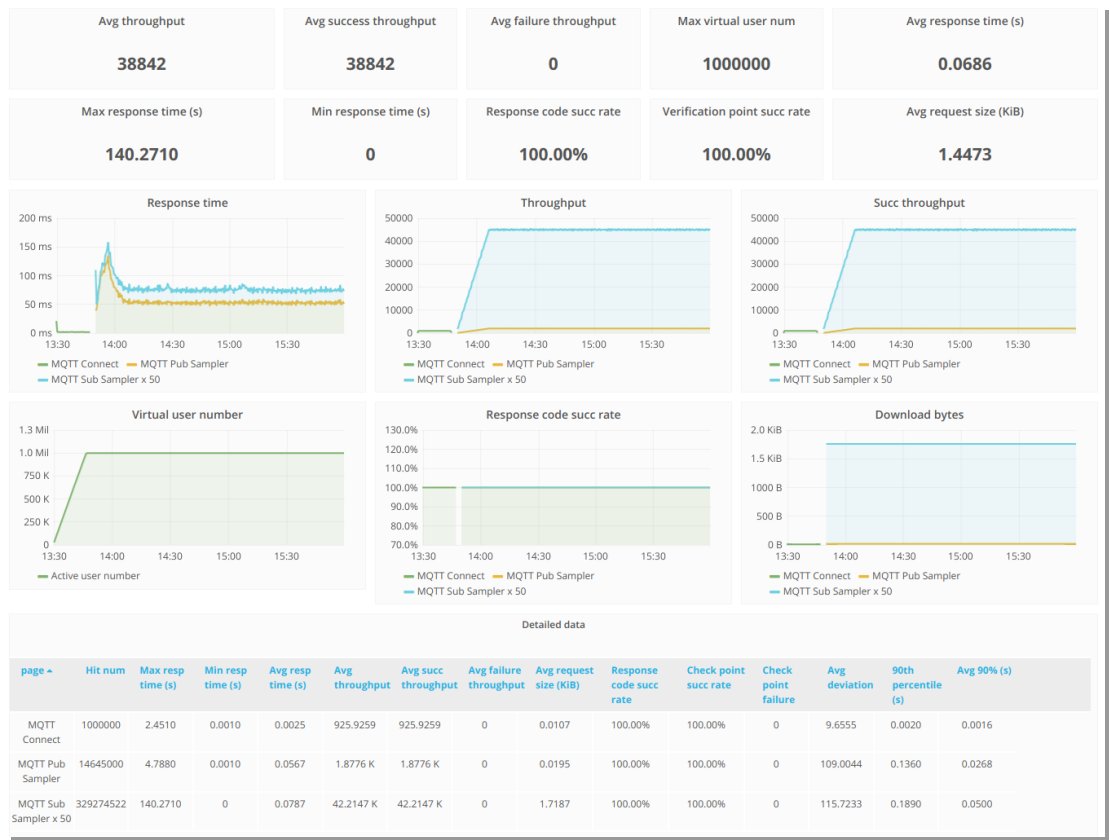 Avg throughput
38842
Avg success throughput
38842
Avg failure throughput
0
Max virtual user num
1000000
Avg response time (s)
0.0686
Max response time (s)
140.2710
Min response time (s)
0
Response code succ rate
100.00%
Verification point succ rate
100.00%
Avg request size (KiB)
1.4473
Response time
200 ms
150 ms
100 ms
50 ms
0 ms
13:30 14:00 14:30 15:00 15:30
MQTT Connect MQTT Pub Sampler
MQTT Sub Sampler x 50
Throughput
50000
40000
30000
20000
10000
0
13:30 14:00 14:30 15:00 15:30
MQTT Connect MQTT Pub Sampler
MQTT Sub Sampler x 50
Succ throughput
50000
40000
30000
20000
10000
0
13:30 14:00 14:30 15:00 15:30
MQTT Connect MQTT Pub Sampler
MQTT Sub Sampler x 50
Virtual user number
1.3 Mil
1.0 Mil
750 K
500 K
250 K
0
13:30 14:00 14:30 15:00 15:30
Active user number
Response code succ rate
130.0%
120.0%
110.0%
100.0%
90.0%
80.0%
70.0%
13:30 14:00 14:30 15:00 15:30
MQTT Connect MQTT Pub Sampler
MQTT Sub Sampler x 50
Download bytes
2.0 KiB
1.5 KiB
1000 B
500 B
0 B
13:30 14:00 14:30 15:00 15:30
MQTT Connect MQTT Pub Sampler
MQTT Sub Sampler x 50
Detailed data
page Hit num Max resp Min resp Avg resp Avg Avg succ Avg failure Avg request Response Check point Check Avg 90th Avg 90% (s)
time (s) time (s) time (s) throughput throughput throughput size (KiB) code succ succ rate point deviation percentile
rate failure (s)
MQTT 1000000 2.4510 0.0010 0.0025 925.9259 925.9259 0 0.0107 100.00% 100.00% 0 9.6555 0.0020 0.0016
Connect
MQTT Pub 14645000 4.7880 0.0010 0.0567 1.8776 K 1.8776 K 0 0.0195 100.00% 100.00% 0 109.0044 0.1360 0.0268
Sampler
MQTT Sub 329274522 140.2710 0 0.0787 42.2147 K 42.2147 K 0 1.7187 100.00% 100.00% 0 115.7233 0.1890 0.0500
Sampler x 50